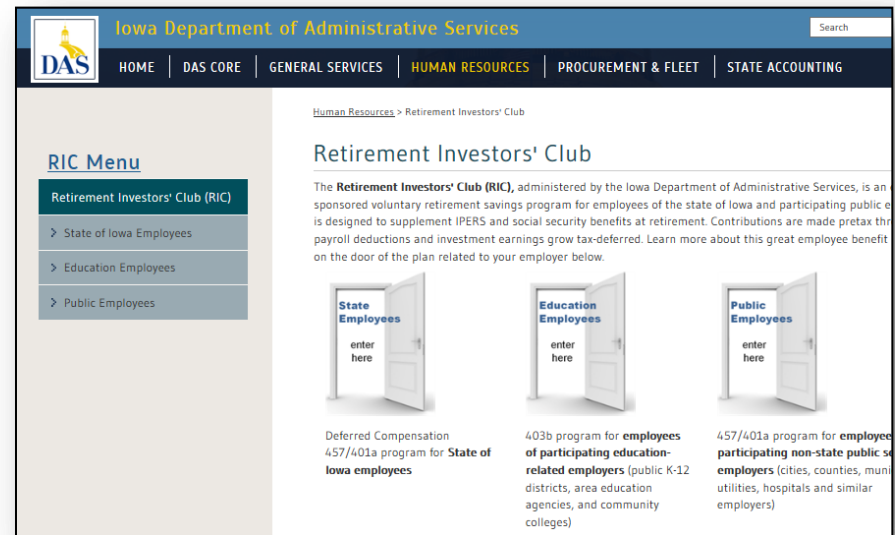 Iowa Department of Administrative Services
Search
DAS
HOME
DAS CORE
GENERAL SERVICES
HUMAN RESOURCES
PROCUREMENT & FLEET
STATE ACCOUNTING
Human Resources > Retirement Investors' Club
RIC Menu
Retirement Investors' Club (RIC)
> State of Iowa Employees
> Education Employees
> Public Employees
Retirement Investors' Club
The Retirement Investors' Club (RIC), administered by the Iowa Department of Administrative Services, is an
sponsored voluntary retirement savings program for employees of the state of Iowa and participating public
is designed to supplement IPERS and social security benefits at retirement. Contributions are made pretax
payroll deductions and investment earnings grow tax-deferred. Learn more about this great employee benefit
on the door of the plan related to your employer below.
State
Employees
enter
here
Education
Employees
enter
here
Public
Employees
enter
here
Deferred Compensation
457/401a program for State of
Iowa employees
403b program for employees
of participating education-
related employers (public K-12
districts, area education
agencies, and community
colleges)
457/401a program for
participating non-state public
employers (cities, counties,
utilities, hospitals and similar
employers)